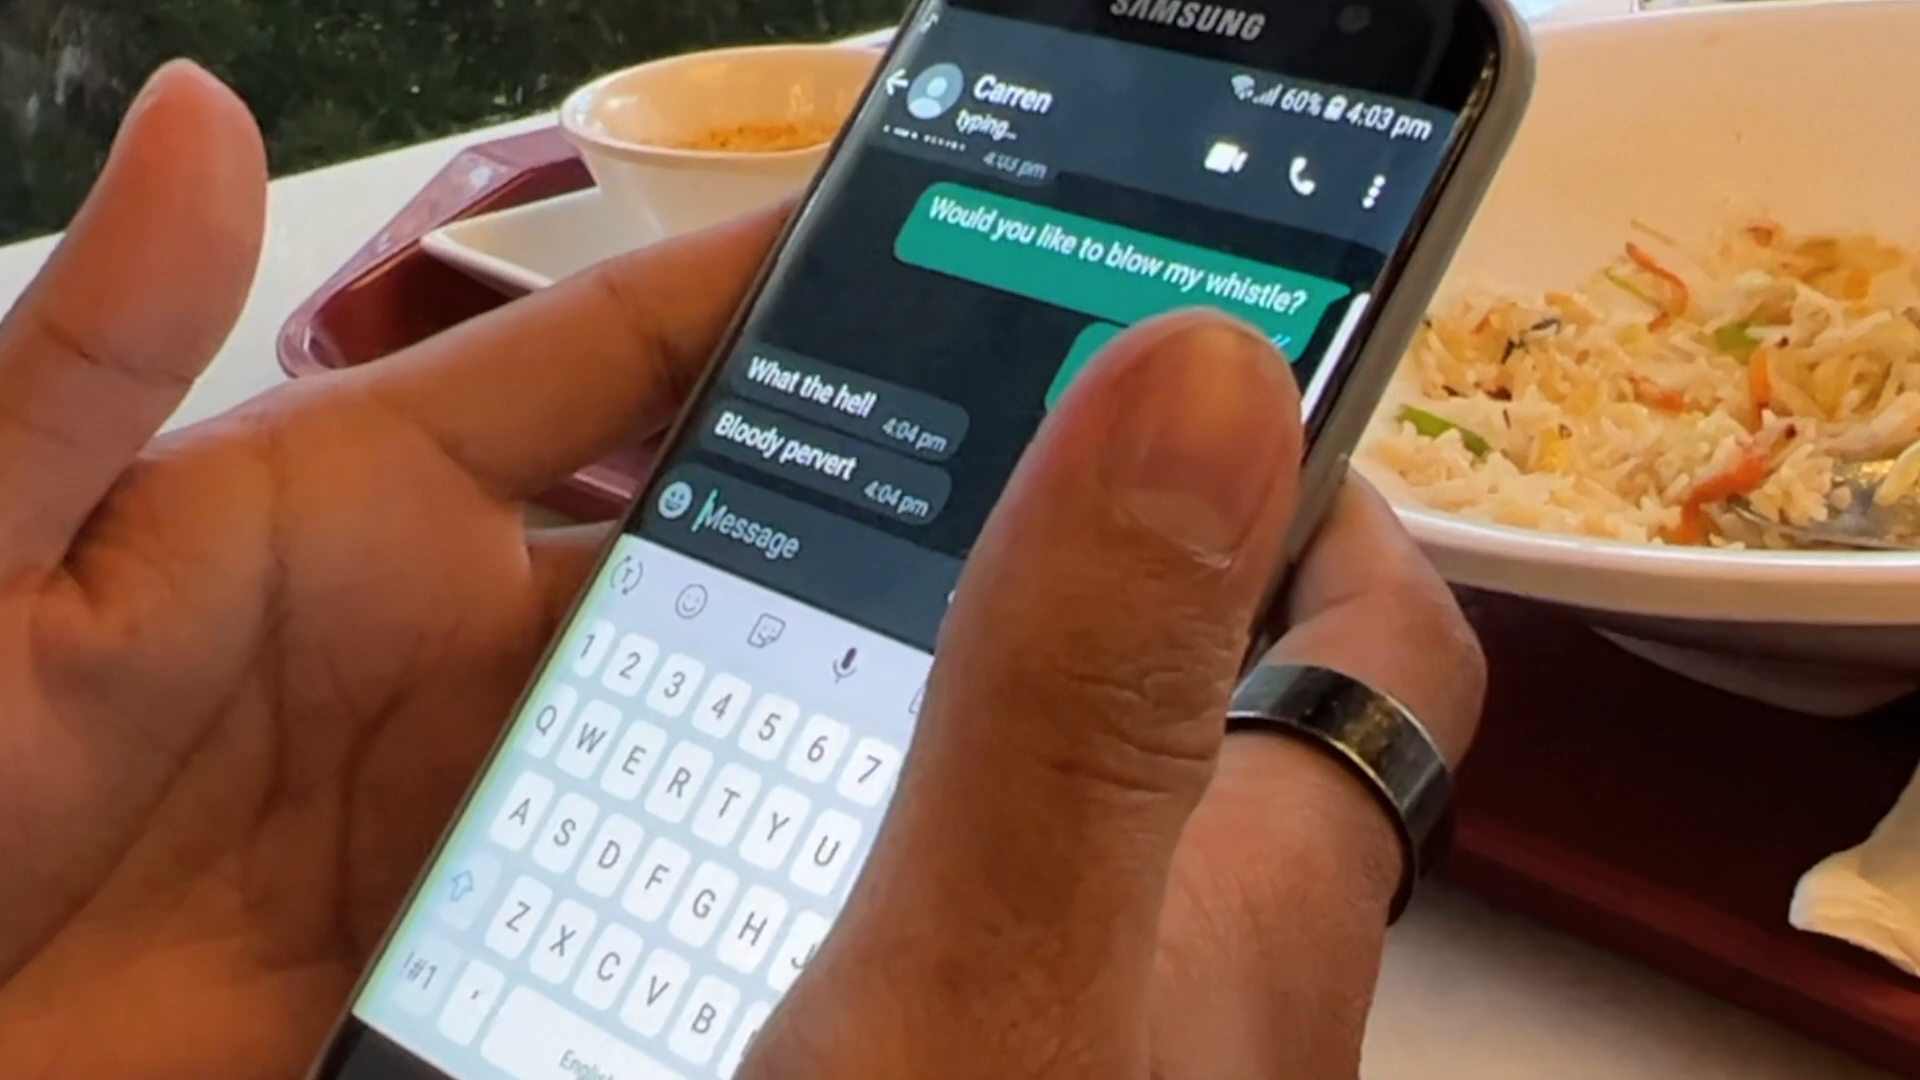 SAMSUNG
60% 4:03 pm
Carren
typing...
4:03 pm
Would you like to blow my whistle?
What the hell
4:04 pm
Bloody pervert
4:04 pm
Message
1 2 3 4 5 6 7
Q W E R T Y U
A S D F G H J
Z X C V B
!#1 ,